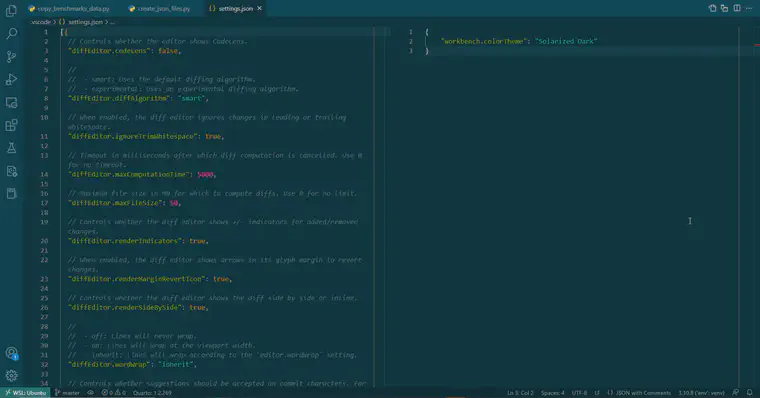 copy_benchmarks_data.py
create_json_files.py
settings.json
.vscode > {} settings.json > ...
1 [{
2 // Controls whether the editor shows CodeLens.
3 "diffEditor.codeLens": false,
4
5 //
6 // - smart: Uses the default diffing algorithm.
7 // - experimental: Uses an experimental diffing algorithm.
8 "diffEditor.diffAlgorithm": "smart",
9
10 // When enabled, the diff editor ignores changes in leading or trailing
whitespace.
11 "diffEditor.ignoreTrimWhitespace": true,
12
13 // Timeout in milliseconds after which diff computation is cancelled. Use 0
for no timeout.
14 "diffEditor.maxComputationTime": 5000,
15
16 // Maximum file size in MB for which to compute diffs. Use 0 for no limit.
17 "diffEditor.maxFileSize": 50,
18
19 // Controls whether the diff editor shows +/- indicators for added/removed
changes.
20 "diffEditor.renderIndicators": true,
21
22 // When enabled, the diff editor shows arrows in its glyph margin to revert
changes.
23 "diffEditor.renderMarginRevertIcon": true,
24
25 // Controls whether the diff editor shows the diff side by side or inline.
26 "diffEditor.renderSideBySide": true,
27
28 //
29 // - off: Lines will never wrap.
30 // - on: Lines will wrap at the viewport width.
31 // - inherit: Lines will wrap according to the `editor.wordWrap` setting.
32 "diffEditor.wordWrap": "inherit",
33
34 // Controls whether suggestions should be accepted on commit characters. For
1 {
2 "workbench.colorTheme": "Solarized Dark"
3 }
WSL: Ubuntu
master
0 0
Quarto: 1.2.269
Ln 3, Col 2
Spaces: 4
UTF-8
LF
{} JSON with Comments
3.10.8 ('env': venv)